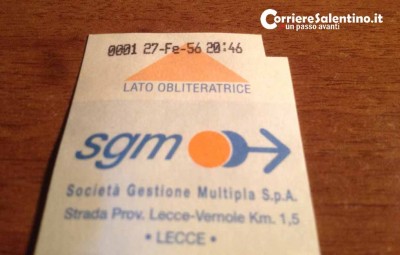 CorriereSalentino.it
un passo avanti
0001 27-Fe-56 20:46
LATO OBLITERATRICE
sgm
Società Gestione Multipla S.p.A.
Strada Prov. Lecce-Vernole Km. 1,5
• LECCE •